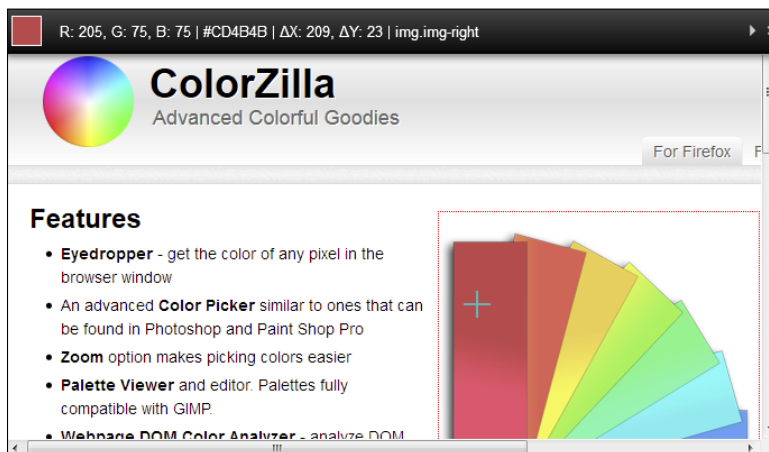 R: 205, G: 75, B: 75 | #CD4B4B | ΔX: 209, ΔY: 23 | img.img-right
ColorZilla
Advanced Colorful Goodies
For Firefox
Features
Eyedropper - get the color of any pixel in the
browser window
An advanced Color Picker similar to ones that can
be found in Photoshop and Paint Shop Pro
Zoom option makes picking colors easier
Palette Viewer and editor. Palettes fully
compatible with GIMP.
Webpage DOM Color Analyzer - analyze DOM